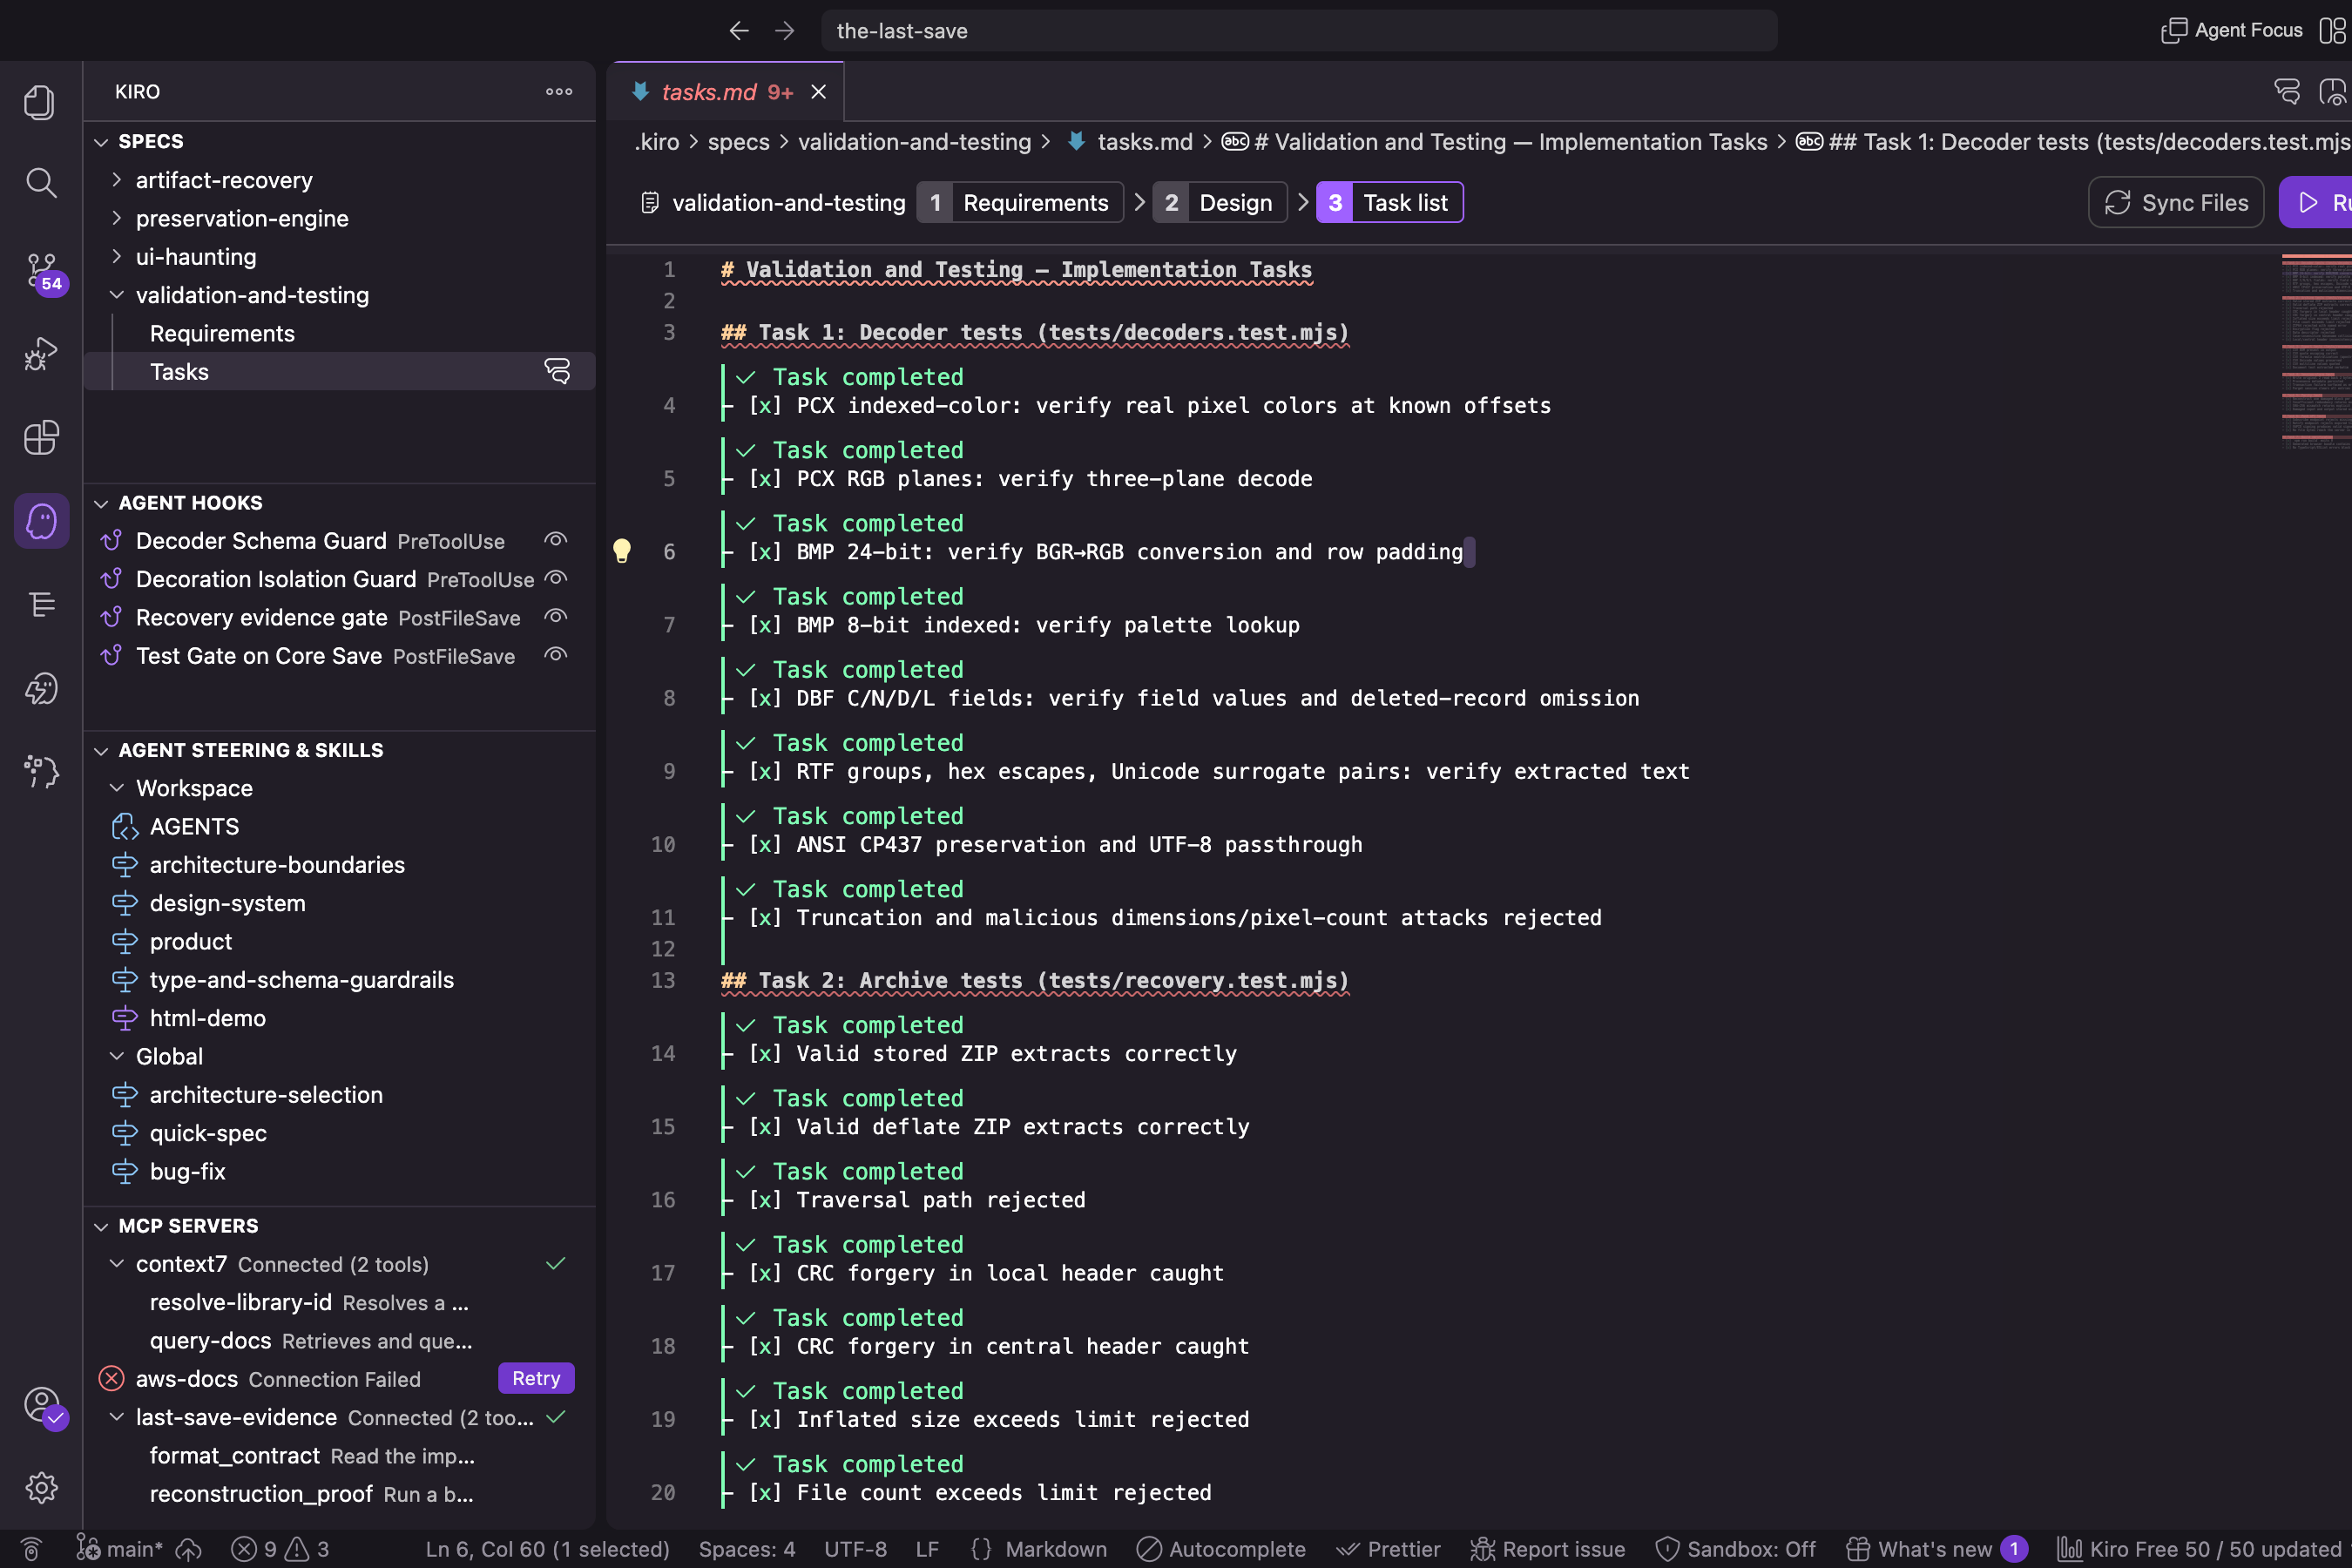 the-last-save
Agent Focus
KIRO
SPECS
artifact-recovery
preservation-engine
ui-haunting
validation-and-testing
Requirements
Tasks
54
AGENT HOOKS
Decoder Schema Guard PreToolUse
Decoration Isolation Guard PreToolUse
Recovery evidence gate PostFileSave
Test Gate on Core Save PostFileSave
AGENT STEERING & SKILLS
Workspace
AGENTS
architecture-boundaries
design-system
product
type-and-schema-guardrails
html-demo
Global
architecture-selection
quick-spec
bug-fix
MCP SERVERS
context7 Connected (2 tools)
resolve-library-id Resolves a ...
query-docs Retrieves and que...
aws-docs Connection Failed Retry
last-save-evidence Connected (2 too...
format_contract Read the imp...
reconstruction_proof Run a b...
tasks.md 9+
.kiro > specs > validation-and-testing > tasks.md > # Validation and Testing — Implementation Tasks > ## Task 1: Decoder tests (tests/decoders.test.mjs
validation-and-testing 1 Requirements > 2 Design > 3 Task list
Sync Files
1 # Validation and Testing — Implementation Tasks
2
3 ## Task 1: Decoder tests (tests/decoders.test.mjs)
✓ Task completed
4 - [x] PCX indexed-color: verify real pixel colors at known offsets
✓ Task completed
5 - [x] PCX RGB planes: verify three-plane decode
✓ Task completed
6 - [x] BMP 24-bit: verify BGR→RGB conversion and row padding
✓ Task completed
7 - [x] BMP 8-bit indexed: verify palette lookup
✓ Task completed
8 - [x] DBF C/N/D/L fields: verify field values and deleted-record omission
✓ Task completed
9 - [x] RTF groups, hex escapes, Unicode surrogate pairs: verify extracted text
✓ Task completed
10 - [x] ANSI CP437 preservation and UTF-8 passthrough
✓ Task completed
11 - [x] Truncation and malicious dimensions/pixel-count attacks rejected
12
13 ## Task 2: Archive tests (tests/recovery.test.mjs)
✓ Task completed
14 - [x] Valid stored ZIP extracts correctly
✓ Task completed
15 - [x] Valid deflate ZIP extracts correctly
✓ Task completed
16 - [x] Traversal path rejected
✓ Task completed
17 - [x] CRC forgery in local header caught
✓ Task completed
18 - [x] CRC forgery in central header caught
✓ Task completed
19 - [x] Inflated size exceeds limit rejected
✓ Task completed
20 - [x] File count exceeds limit rejected
main* 9 3 Ln 6, Col 60 (1 selected) Spaces: 4 UTF-8 LF {} Markdown Autocomplete Prettier Report issue Sandbox: Off What's new 1 Kiro Free 50 / 50 updated